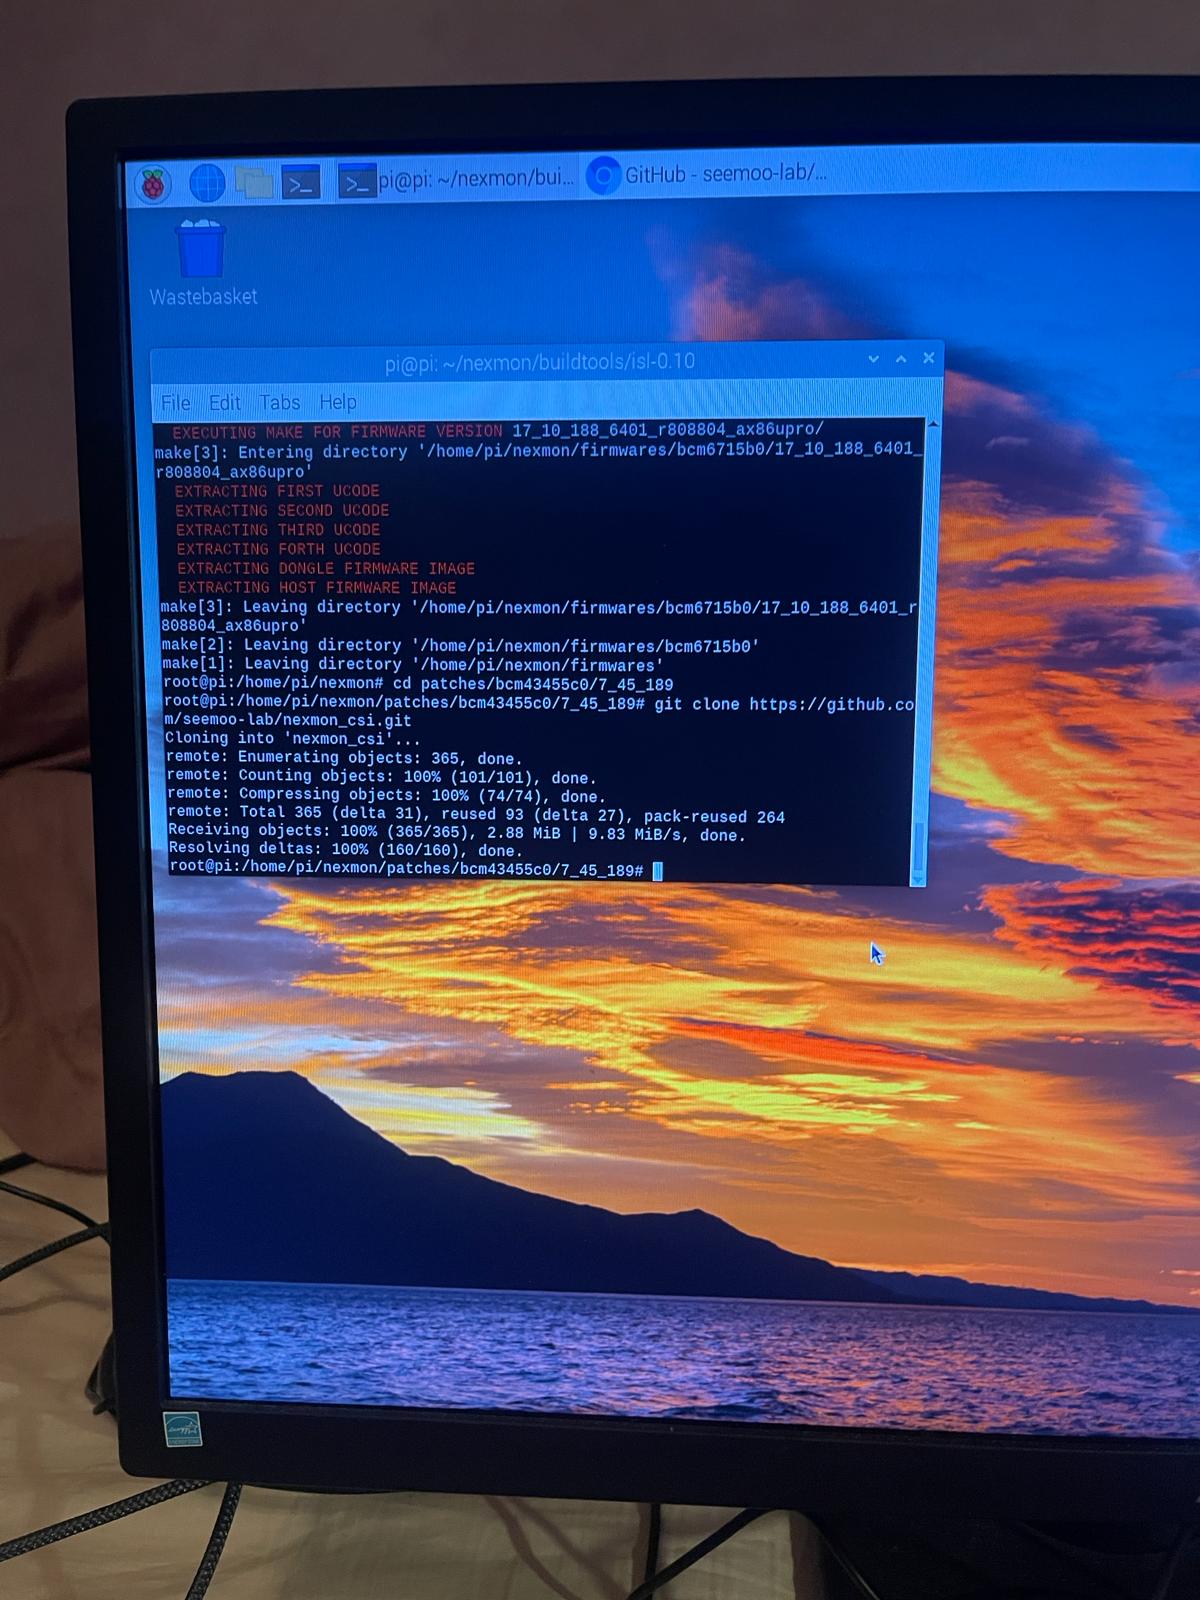 pi@pi: ~/nexmon/bui...
GitHub - seemoo-lab/...
Wastebasket
pi@pi: ~/nexmon/buildtools/isl-0.10
File Edit Tabs Help
EXECUTING MAKE FOR FIRMWARE VERSION 17_10_188_6401_r808804_ax86upro/
make[3]: Entering directory '/home/pi/nexmon/firmwares/bcm6715b0/17_10_188_6401_
r808804_ax86upro'
EXTRACTING FIRST UCODE
EXTRACTING SECOND UCODE
EXTRACTING THIRD UCODE
EXTRACTING FORTH UCODE
EXTRACTING DONGLE FIRMWARE IMAGE
EXTRACTING HOST FIRMWARE IMAGE
make[3]: Leaving directory '/home/pi/nexmon/firmwares/bcm6715b0/17_10_188_6401_r
808804_ax86upro'
make[2]: Leaving directory '/home/pi/nexmon/firmwares/bcm6715b0'
make[1]: Leaving directory '/home/pi/nexmon/firmwares'
root@pi:/home/pi/nexmon# cd patches/bcm43455c0/7_45_189
root@pi:/home/pi/nexmon/patches/bcm43455c0/7_45_189# git clone https://github.co
m/seemoo-lab/nexmon_csi.git
Cloning into 'nexmon_csi'...
remote: Enumerating objects: 365, done.
remote: Counting objects: 100% (101/101), done.
remote: Compressing objects: 100% (74/74), done.
remote: Total 365 (delta 31), reused 93 (delta 27), pack-reused 264
Receiving objects: 100% (365/365), 2.88 MiB | 9.83 MiB/s, done.
Resolving deltas: 100% (160/160), done.
root@pi:/home/pi/nexmon/patches/bcm43455c0/7_45_189#